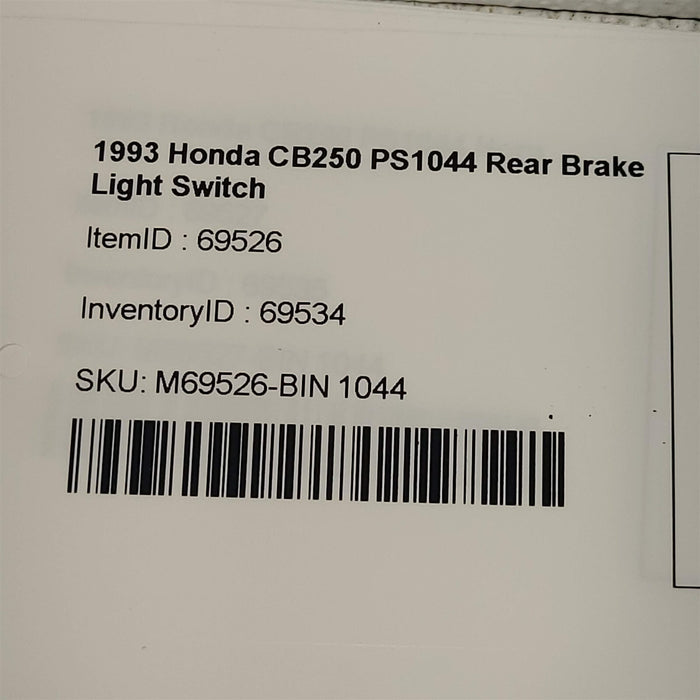 1993 Honda CB250 PS1044 Rear Brake
Light Switch
ItemID : 69526
InventoryID : 69534
SKU: M69526-BIN 1044